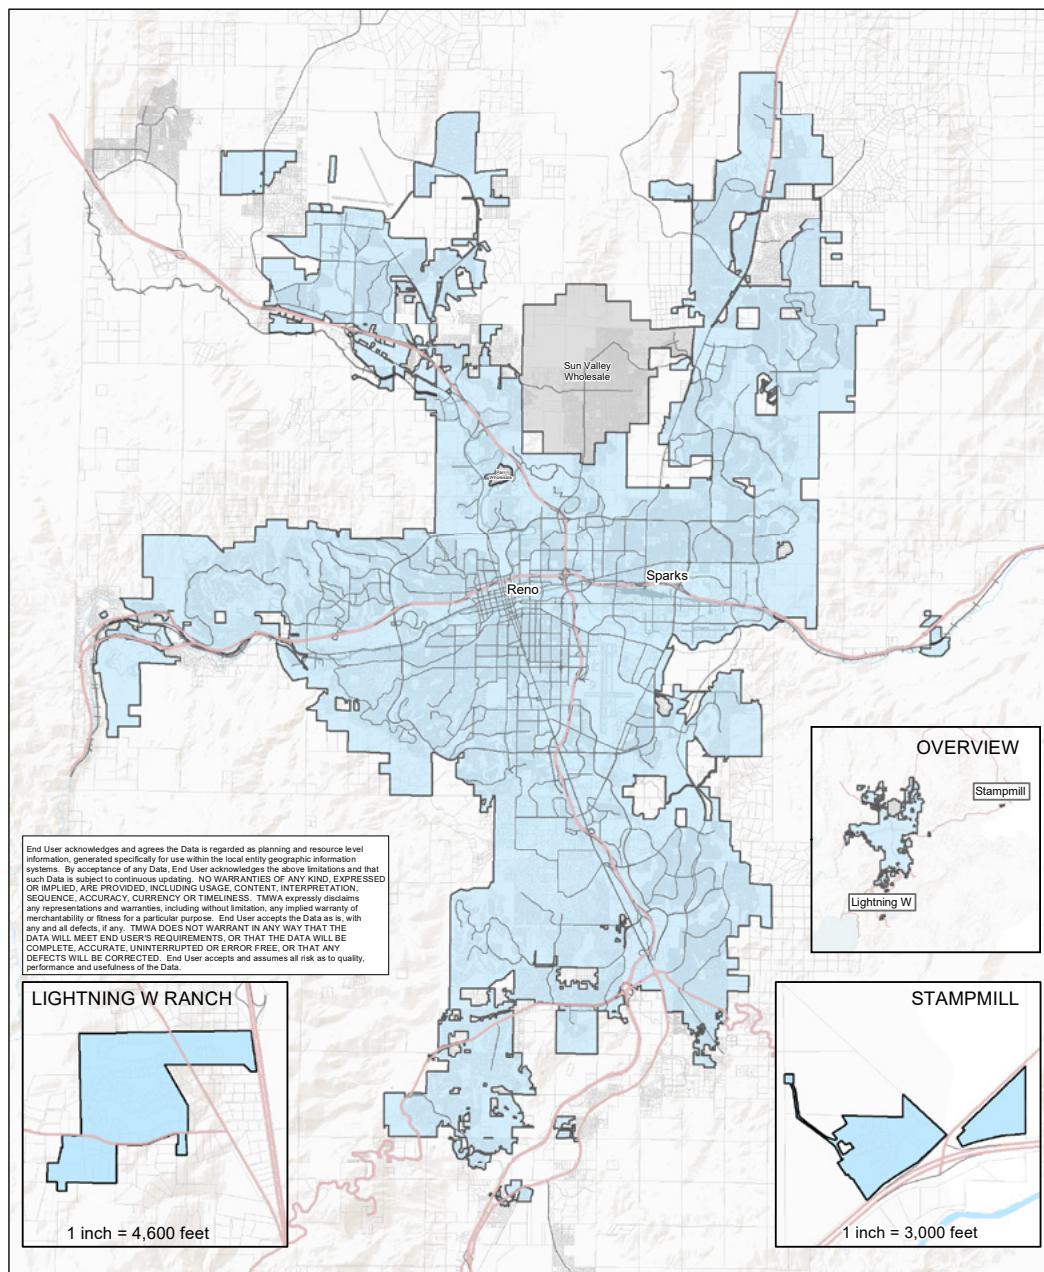 Sun Valley
Wholesale
Wholesale
Reno
Sparks
OVERVIEW
Stampmill
Lightning W
End User acknowledges and agrees the Data is regarded as planning and resource level
information, generated specifically for use within the local entity geographic information
systems. By acceptance of any Data, End User acknowledges the above limitations and that
such Data is subject to continuous updating. NO WARRANTIES OF ANY KIND, EXPRESSED
OR IMPLIED, ARE PROVIDED, INCLUDING USAGE, CONTENT, INTERPRETATION,
SEQUENCE, ACCURACY, CURRENCY OR TIMELINESS. TMWA expressly disclaims
any representations and warranties, including without limitation, any implied warranty of
merchantability or fitness for a particular purpose. End User accepts the Data as is, with
any and all defects, if any. TMWA DOES NOT WARRANT IN ANY WAY THAT THE
DATA WILL MEET END USER'S REQUIREMENTS, OR THAT THE DATA WILL BE
COMPLETE, ACCURATE, UNINTERRUPTED OR ERROR FREE, OR THAT ANY
DEFECTS WILL BE CORRECTED. End User accepts and assumes all risk as to quality,
performance and usefulness of the Data.
LIGHTNING W RANCH
1 inch = 4,600 feet
STAMPMILL
1 inch = 3,000 feet